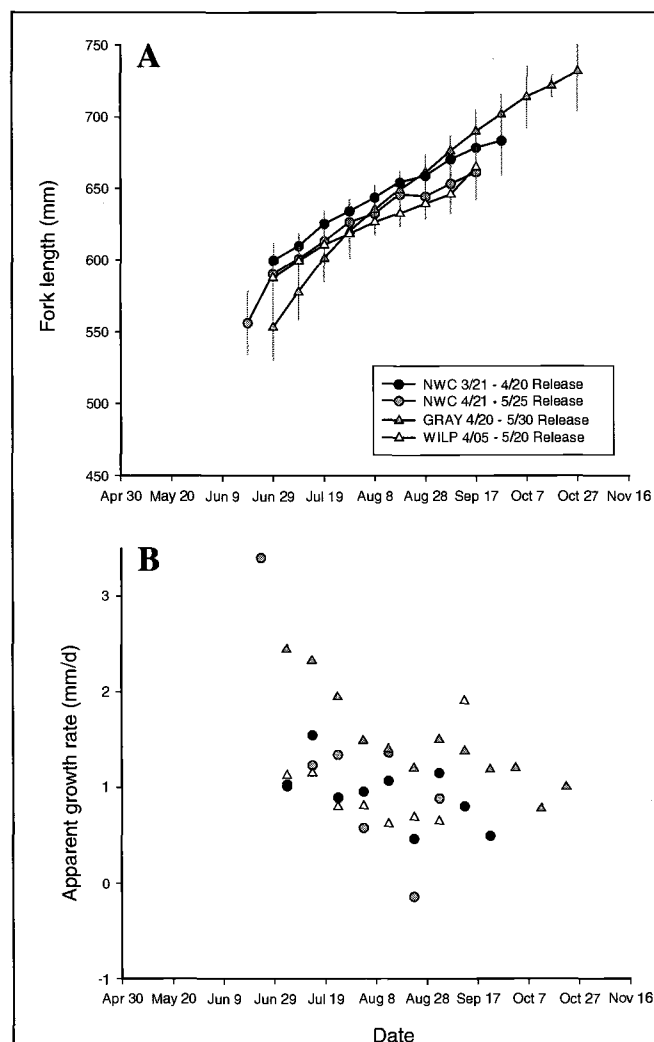 A
750
700
650
600
550
500
450
Fork length (mm)
NWC 3/21 - 4/20 Release
NWC 4/21 - 5/25 Release
GRAY 4/20 - 5/30 Release
WILP 4/05 - 5/20 Release
Apr 30 May 20 Jun 9 Jun 29 Jul 19 Aug 8 Aug 28 Sep 17 Oct 7 Oct 27 Nov 16
B
3
2
1
0
-1
Apparent growth rate (mm/d)
Apr 30 May 20 Jun 9 Jun 29 Jul 19 Aug 8 Aug 28 Sep 17 Oct 7 Oct 27 Nov 16
Date